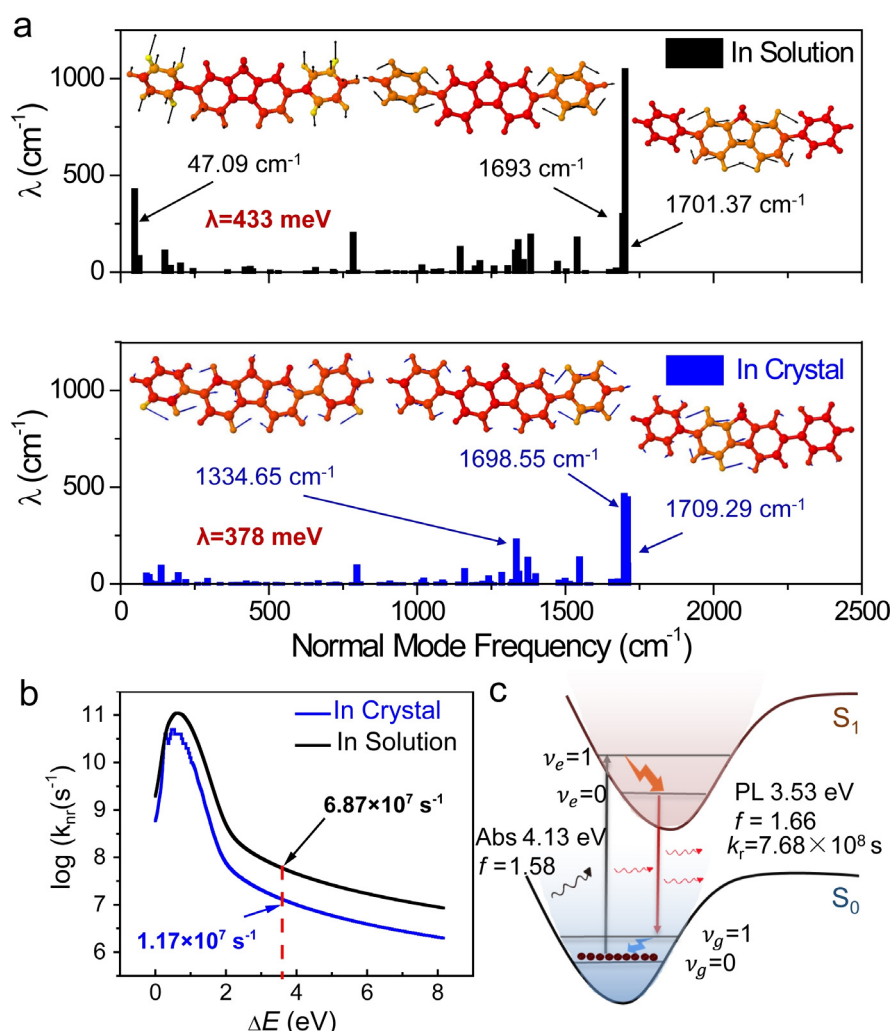 a
In Solution
1000
500
0
λ (cm⁻¹)
47.09 cm⁻¹
1693 cm⁻¹
1701.37 cm⁻¹
λ=433 meV
In Crystal
1000
500
0
λ (cm⁻¹)
1334.65 cm⁻¹
1698.55 cm⁻¹
1709.29 cm⁻¹
λ=378 meV
0 500 1000 1500 2000 2500
Normal Mode Frequency (cm⁻¹)
b
In Crystal
In Solution
11
10
9
8
7
6
log (kₙᵣ(s⁻¹)
6.87×10⁷ s⁻¹
1.17×10⁷ s⁻¹
0 2 4 6 8
ΔE (eV)
c
S₁
νₑ=1
νₑ=0
PL 3.53 eV
f = 1.66
kᵣ=7.68×10⁸ s
Abs 4.13 eV
f = 1.58
S₀
ν_g=1
ν_g=0